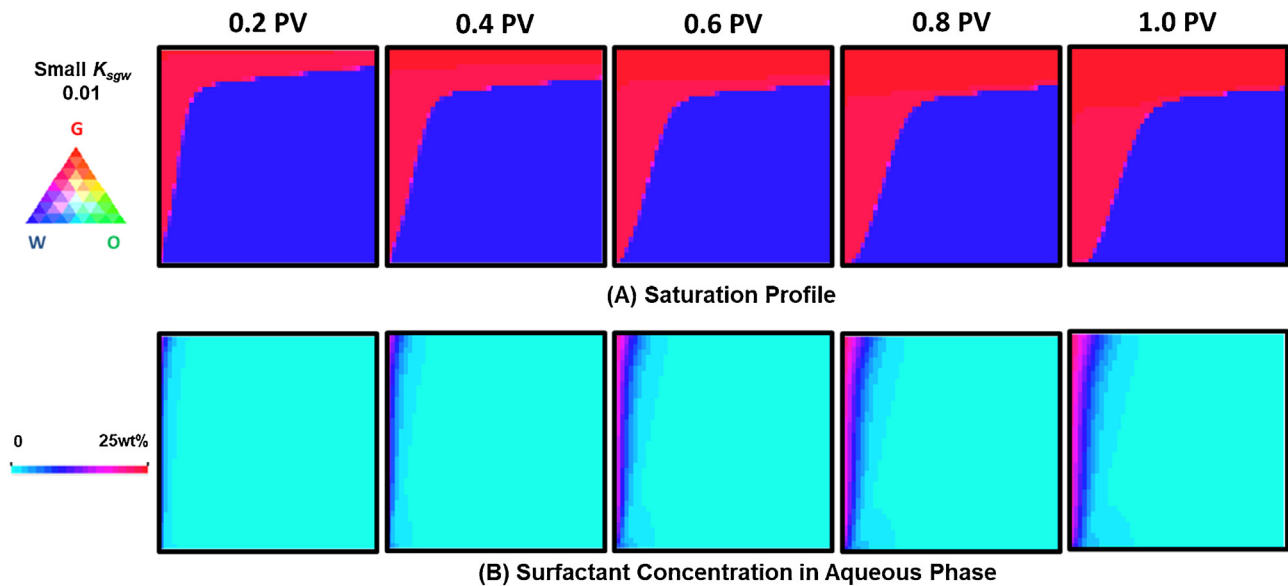 0.2 PV 0.4 PV 0.6 PV 0.8 PV 1.0 PV
Small Ksgw
0.01
G
W O
(A) Saturation Profile
0 25wt%
(B) Surfactant Concentration in Aqueous Phase